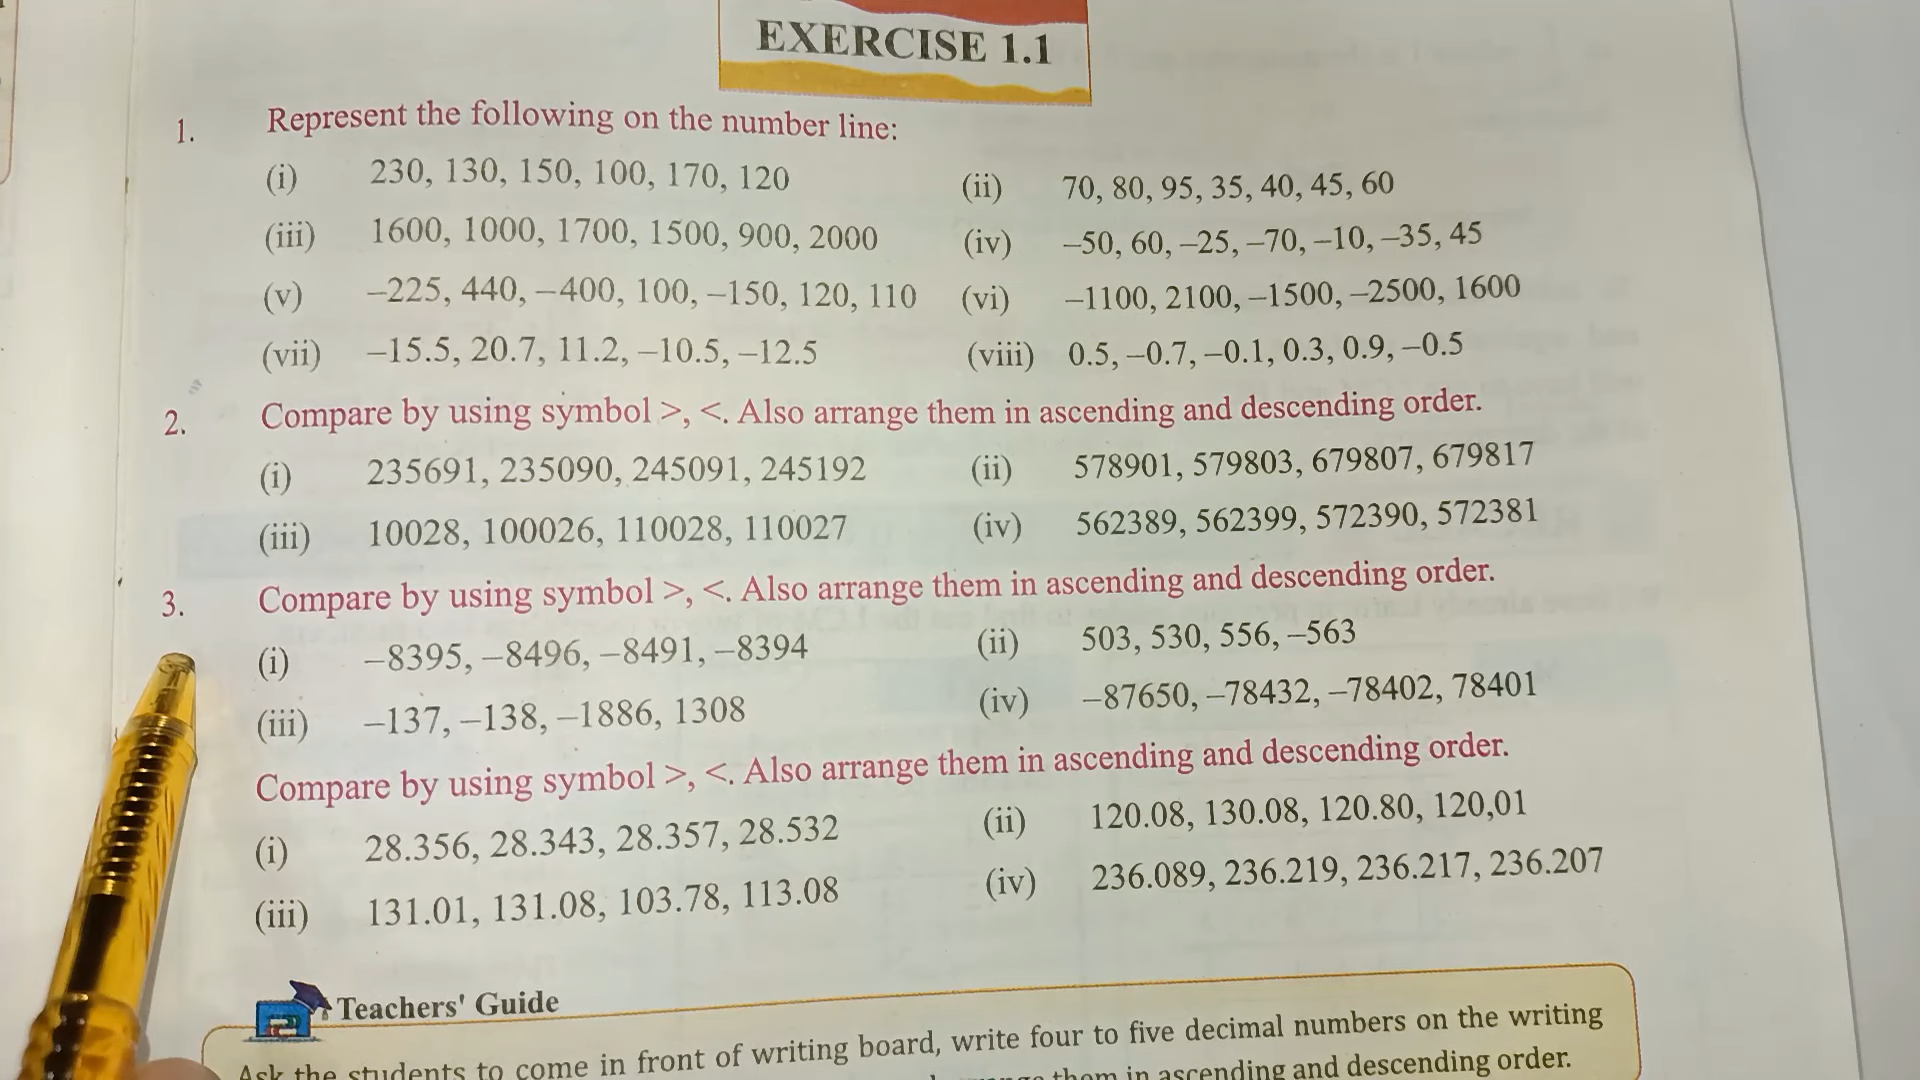 EXERCISE 1.1
1. Represent the following on the number line:
(i) 230, 130, 150, 100, 170, 120 (ii) 70, 80, 95, 35, 40, 45, 60
(iii) 1600, 1000, 1700, 1500, 900, 2000 (iv) –50, 60, –25, –70, –10, –35, 45
(v) –225, 440, –400, 100, –150, 120, 110 (vi) –1100, 2100, –1500, –2500, 1600
(vii) –15.5, 20.7, 11.2, –10.5, –12.5 (viii) 0.5, –0.7, –0.1, 0.3, 0.9, –0.5
2. Compare by using symbol >, <. Also arrange them in ascending and descending order.
(i) 235691, 235090, 245091, 245192 (ii) 578901, 579803, 679807, 679817
(iii) 10028, 100026, 110028, 110027 (iv) 562389, 562399, 572390, 572381
3. Compare by using symbol >, <. Also arrange them in ascending and descending order.
(i) –8395, –8496, –8491, –8394 (ii) 503, 530, 556, –563
(iii) –137, –138, –1886, 1308 (iv) –87650, –78432, –78402, 78401
Compare by using symbol >, <. Also arrange them in ascending and descending order.
(i) 28.356, 28.343, 28.357, 28.532 (ii) 120.08, 130.08, 120.80, 120,01
(iii) 131.01, 131.08, 103.78, 113.08 (iv) 236.089, 236.219, 236.217, 236.207
Teachers' Guide
Ask the students to come in front of writing board, write four to five decimal numbers on the writing
them in ascending and descending order.